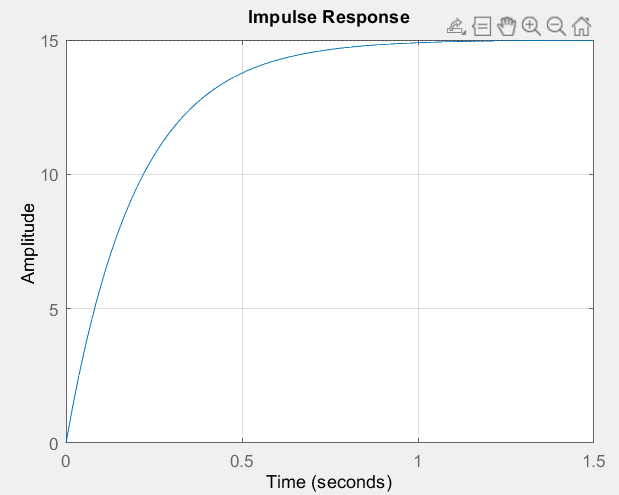 Impulse Response
15
10
5
0
Amplitude
0 0.5 1 1.5
Time (seconds)